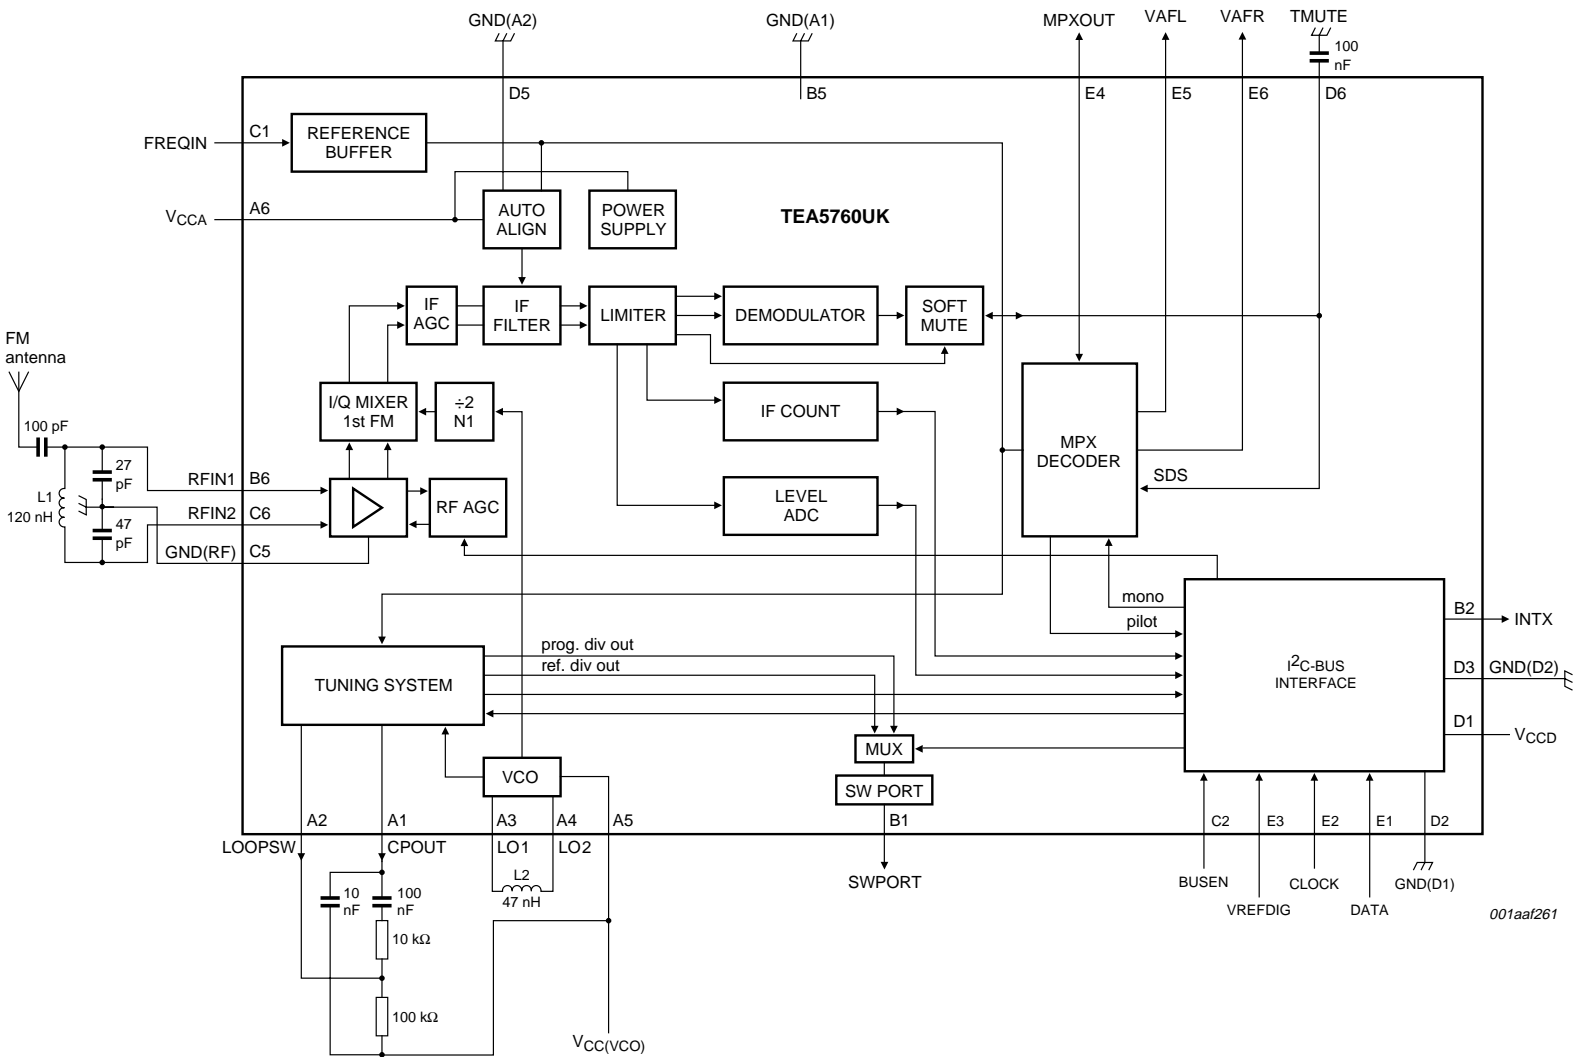 GND(A2)
GND(A1)
MPXOUT
VAFL
VAFR
TMUTE
100
nF
D5
B5
E4
E5
E6
D6
FREQIN
C1
REFERENCE
BUFFER
VCCA
A6
AUTO
ALIGN
POWER
SUPPLY
TEA5760UK
IF
AGC
IF
FILTER
LIMITER
DEMODULATOR
SOFT
MUTE
FM
antenna
I/Q MIXER
1st FM
÷2
N1
IF COUNT
MPX
DECODER
100 pF
27
pF
RFIN1
B6
L1
120 nH
47
pF
RFIN2
C6
RF AGC
LEVEL
ADC
SDS
GND(RF)
C5
mono
pilot
I2C-BUS
INTERFACE
B2
INTX
D3
GND(D2)
D1
VCCD
prog. div out
ref. div out
TUNING SYSTEM
MUX
VCO
SW PORT
A2
A1
A3
A4
A5
B1
C2
E3
E2
E1
D2
LOOPSW
CPOUT
LO1
LO2
L2
47 nH
10
nF
100
nF
10 kΩ
100 kΩ
VCC(VCO)
SWPORT
BUSEN
VREFDIG
CLOCK
DATA
GND(D1)
001aaf261